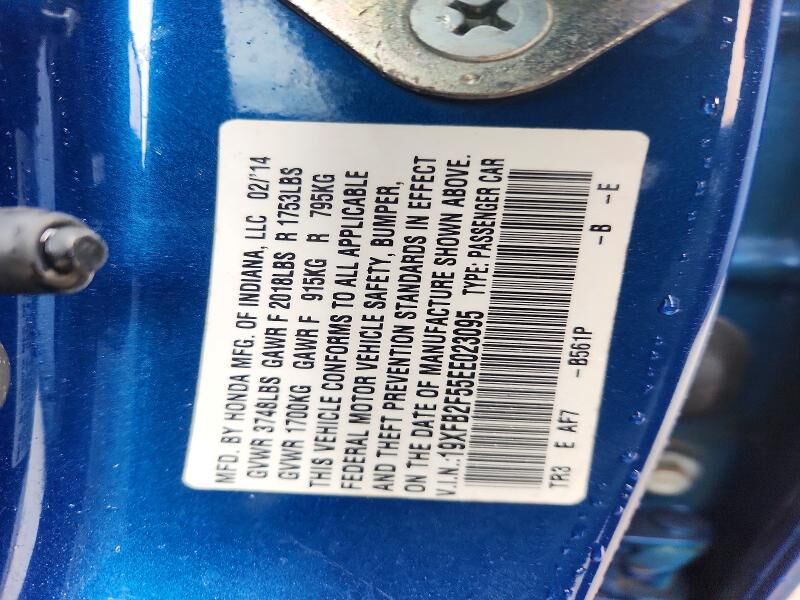 MFD. BY HONDA MFG. OF INDIANA, LLC 02/'14
GVWR 3748LBS GAWR F 2018LBS R 1753LBS
GVWR 1700KG GAWR F 915KG R 795KG
THIS VEHICLE CONFORMS TO ALL APPLICABLE
FEDERAL MOTOR VEHICLE SAFETY, BUMPER,
AND THEFT PREVENTION STANDARDS IN EFFECT
ON THE DATE OF MANUFACTURE SHOWN ABOVE.
V.I.N.:19XFB2F55EE023095 TYPE: PASSENGER CAR
TR3 E AF7 -B561P -B -E